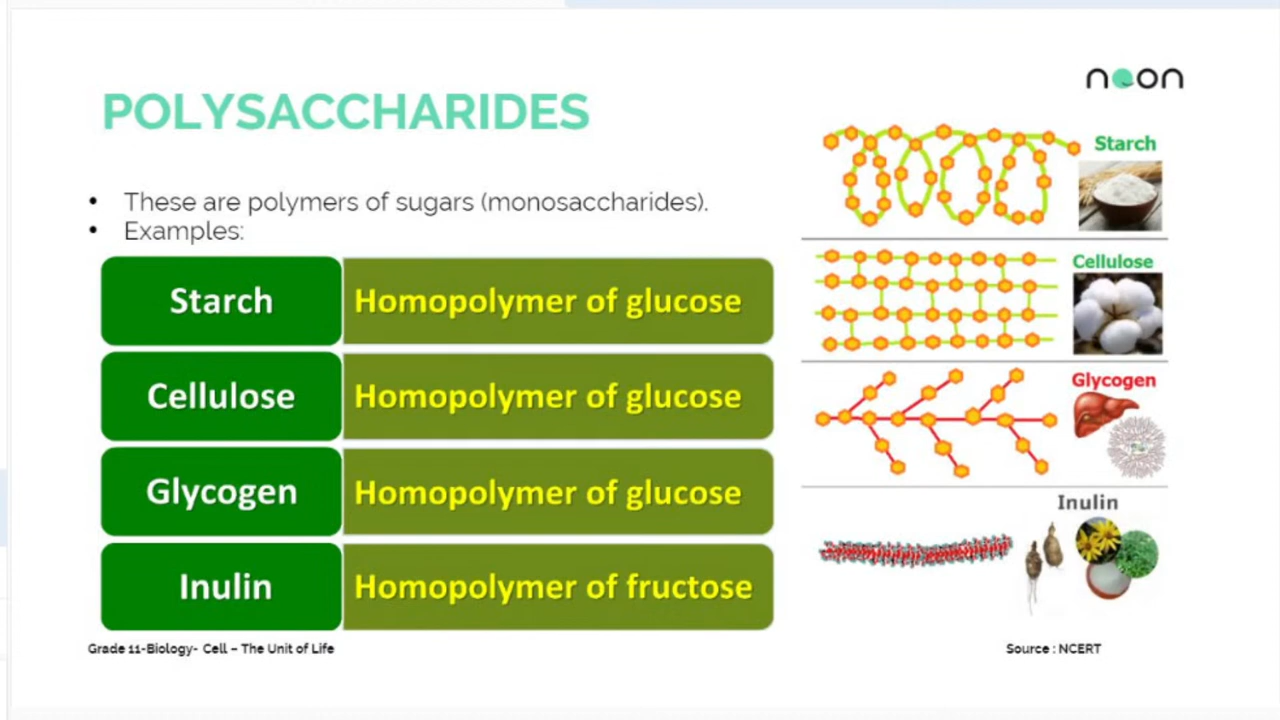 noon
POLYSACCHARIDES
• These are polymers of sugars (monosaccharides).
• Examples:
Starch
Homopolymer of glucose
Cellulose
Homopolymer of glucose
Glycogen
Homopolymer of glucose
Inulin
Homopolymer of fructose
Starch
Cellulose
Glycogen
Inulin
Grade 11-Biology- Cell – The Unit of Life
Source : NCERT